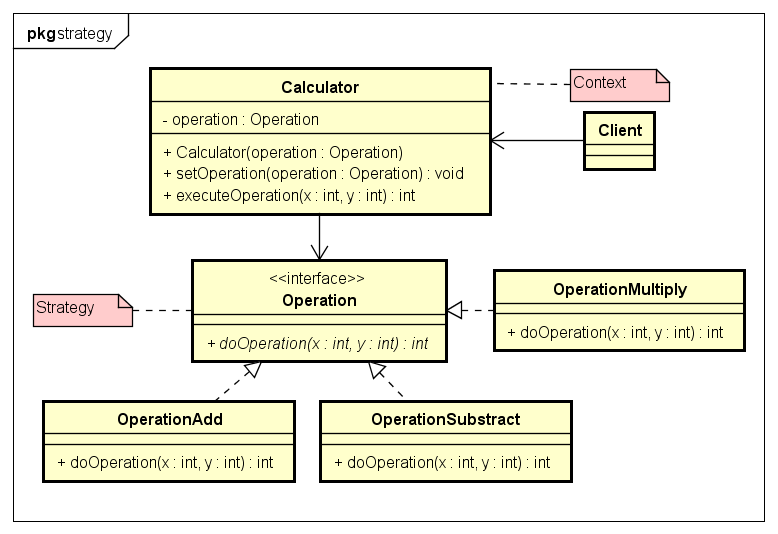 pkg strategy
Calculator
- operation : Operation
+ Calculator(operation : Operation)
+ setOperation(operation : Operation) : void
+ executeOperation(x : int, y : int) : int
Context
Client
<<interface>>
Operation
+ doOperation(x : int, y : int) : int
Strategy
OperationMultiply
+ doOperation(x : int, y : int) : int
OperationAdd
+ doOperation(x : int, y : int) : int
OperationSubstract
+ doOperation(x : int, y : int) : int